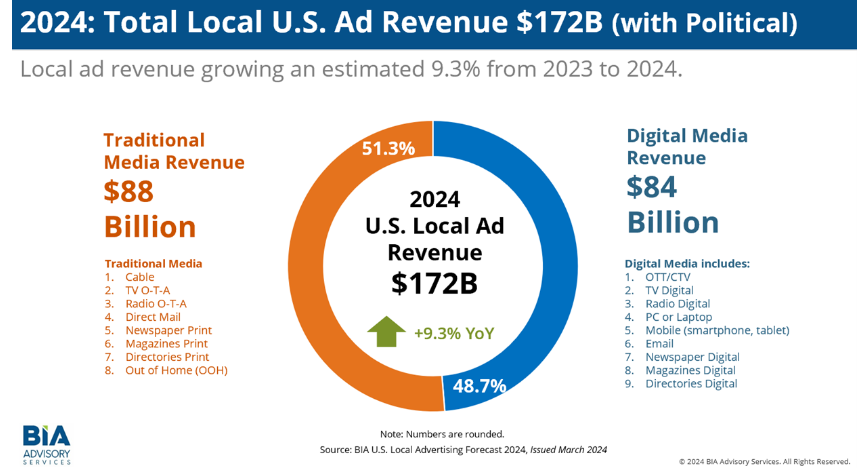 2024: Total Local U.S. Ad Revenue $172B (with Political)
Local ad revenue growing an estimated 9.3% from 2023 to 2024.
Traditional
Media Revenue
$88
Billion
Traditional Media
1. Cable
2. TV O-T-A
3. Radio O-T-A
4. Direct Mail
5. Newspaper Print
6. Magazines Print
7. Directories Print
8. Out of Home (OOH)
51.3%
2024
U.S. Local Ad
Revenue
$172B
+9.3% YoY
48.7%
Digital Media
Revenue
$84
Billion
Digital Media includes:
1. OTT/CTV
2. TV Digital
3. Radio Digital
4. PC or Laptop
5. Mobile (smartphone, tablet)
6. Email
7. Newspaper Digital
8. Magazines Digital
9. Directories Digital
Note: Numbers are rounded.
Source: BIA U.S. Local Advertising Forecast 2024, Issued March 2024
BIA
ADVISORY
SERVICES
© 2024 BIA Advisory Services. All Rights Reserved.